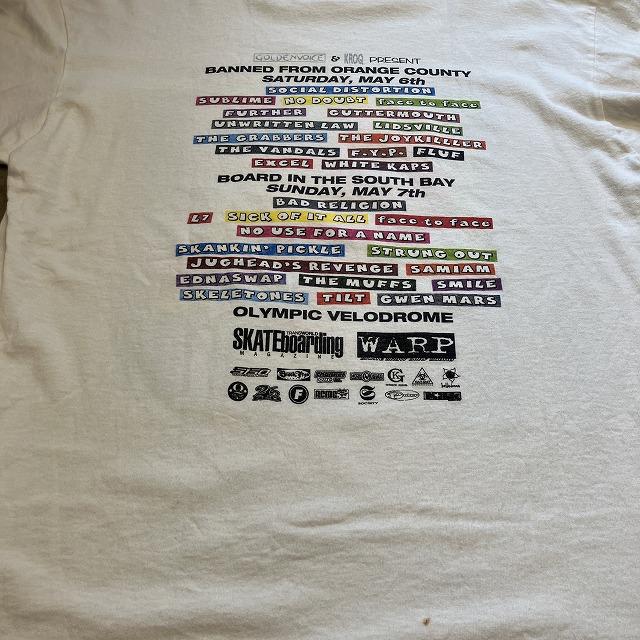 GOLDENVOICE & KROQ PRESENT
BANNED FROM ORANGE COUNTY
SATURDAY, MAY 6th
SOCIAL DISTORTION
SUBLIME NO DOUBT face to face
FURTHER GUTTERMOUTH
UNWRITTEN LAW LIDSVILLE
THE GRABBERS THE JOYKILLLER
THE VANDALS F.Y.P. FLUF
EXCEL WHITE KAPS
BOARD IN THE SOUTH BAY
SUNDAY, MAY 7th
BAD RELIGION
L7 SICK OF IT ALL face to face
NO USE FOR A NAME
SKANKIN' PICKLE STRUNG OUT
JUGHEAD'S REVENGE SAMIAM
EDNASWAP THE MUFFS SMILE
SKELETONES TILT GWEN MARS
OLYMPIC VELODROME
TRANSWORLD
SKATEboarding WARP
MAGAZINE
SOCIETY